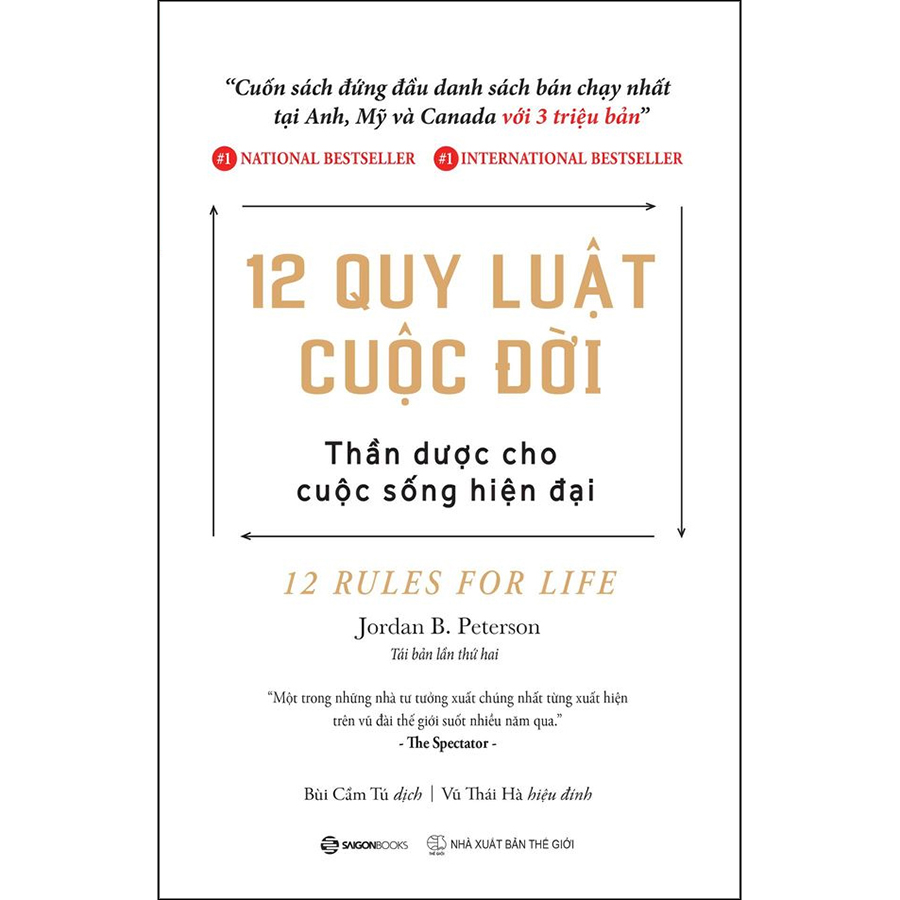 “Cuốn sách đứng đầu danh sách bán chạy nhất
tại Anh, Mỹ và Canada với 3 triệu bản”
#1 NATIONAL BESTSELLER #1 INTERNATIONAL BESTSELLER
12 QUY LUẬT
CUỘC ĐỜI
Thần dược cho
cuộc sống hiện đại
12 RULES FOR LIFE
Jordan B. Peterson
Tái bản lần thứ hai
“Một trong những nhà tư tưởng xuất chúng nhất từng xuất hiện
trên vũ đài thế giới suốt nhiều năm qua.”
- The Spectator -
Bùi Cẩm Tú dịch | Vũ Thái Hà hiệu đính
SAIGONBOOKS THẾ GIỚI NHÀ XUẤT BẢN THẾ GIỚI